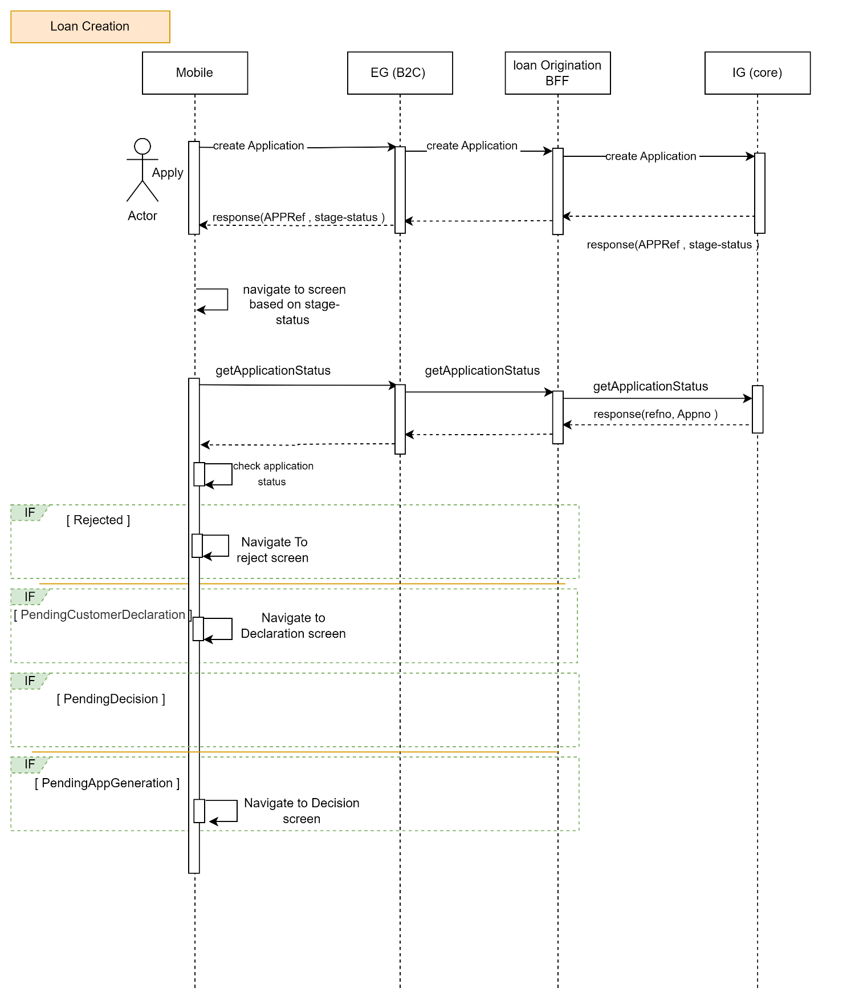 Loan Creation
Mobile
EG (B2C)
loan Origination
BFF
IG (core)
create Application
create Application
create Application
Apply
Actor
response(APPRef , stage-status )
response(APPRef , stage-status )
navigate to screen
based on stage-
status
getApplicationStatus
getApplicationStatus
getApplicationStatus
response(refno, Appno )
check application
status
IF
[ Rejected ]
Navigate To
reject screen
IF
[ PendingCustomerDeclaration ]
Navigate to
Declaration screen
IF
[ PendingDecision ]
IF
[ PendingAppGeneration ]
Navigate to Decision
screen